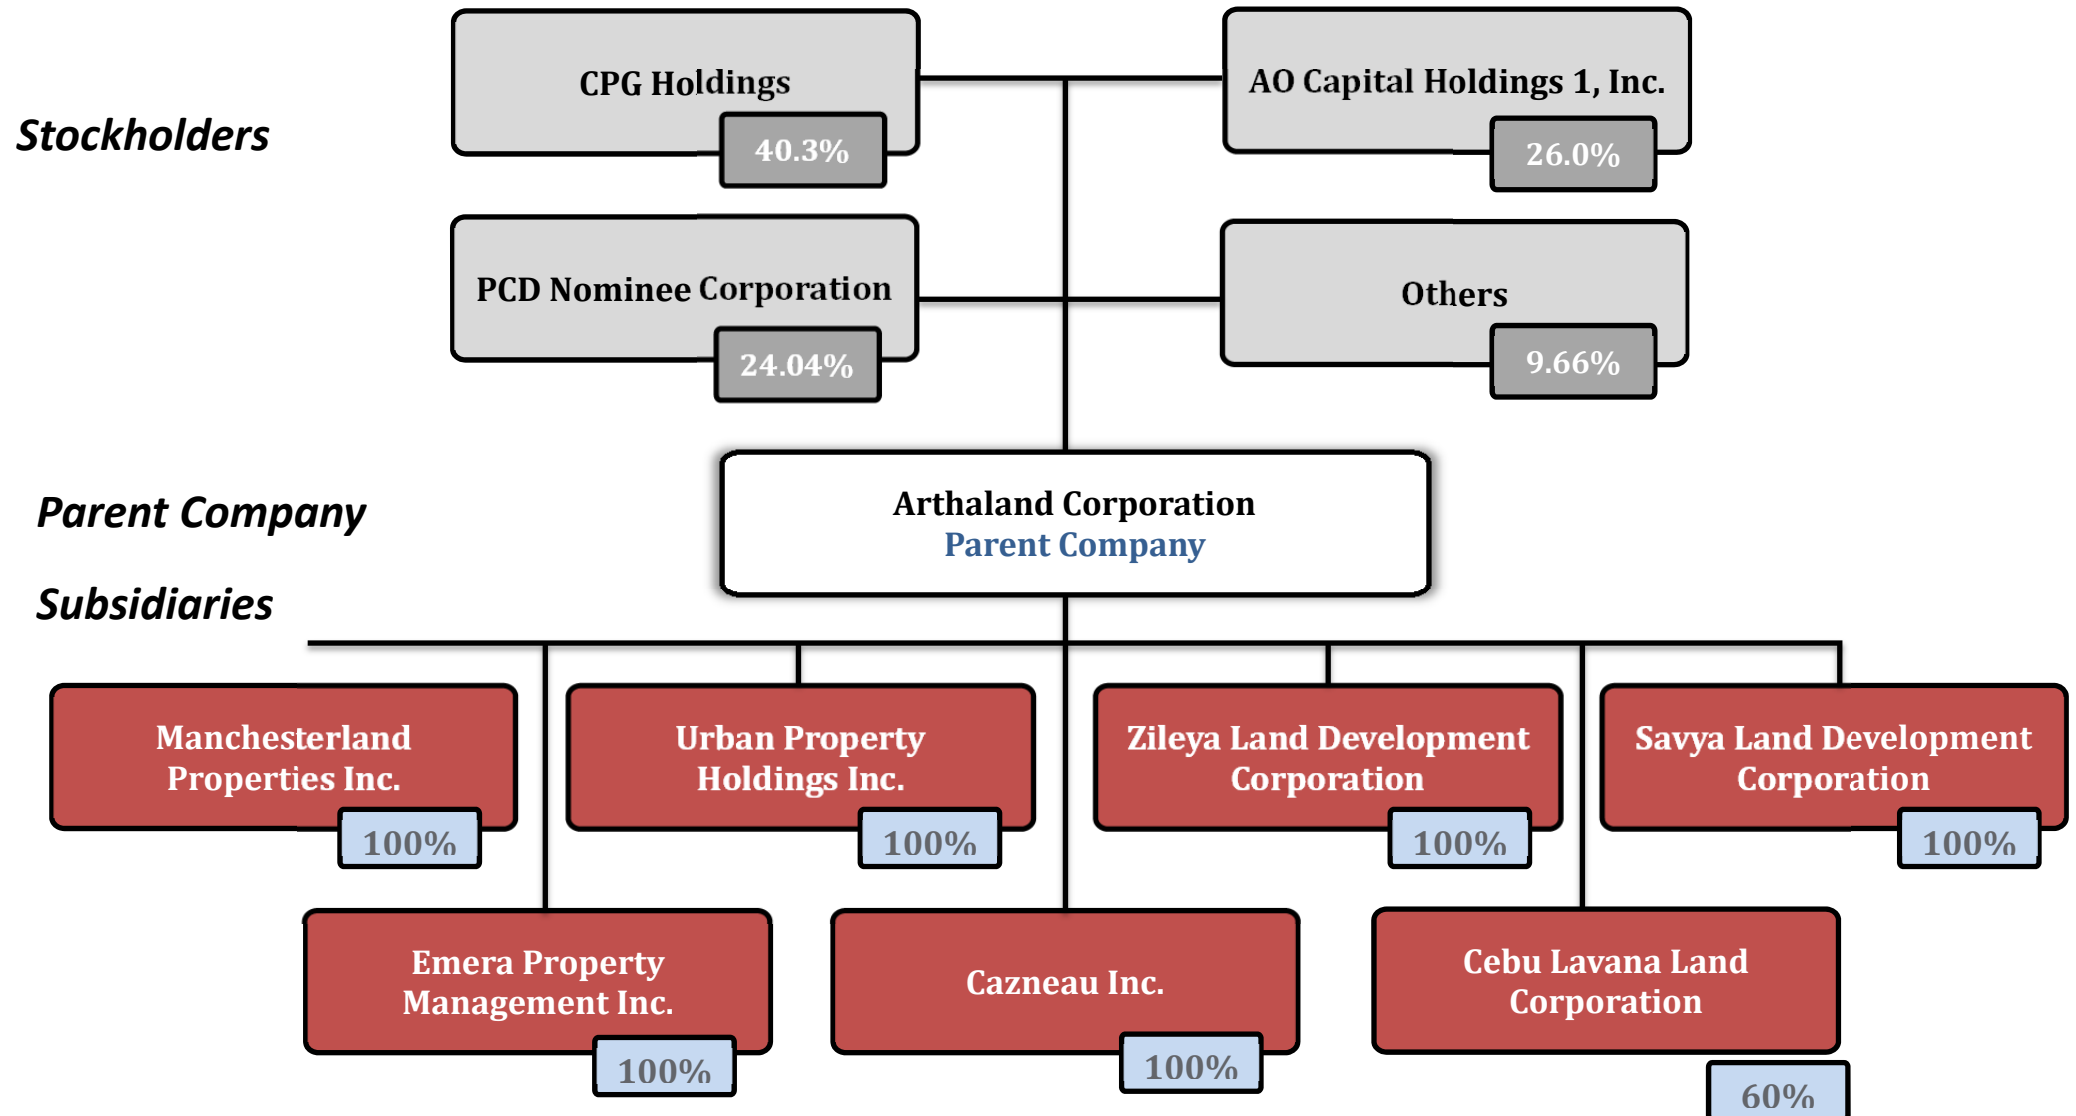 Stockholders
CPG Holdings
40.3%
AO Capital Holdings 1, Inc.
26.0%
PCD Nominee Corporation
24.04%
Others
9.66%
Parent Company
Arthaland Corporation
Parent Company
Subsidiaries
Manchesterland
Properties Inc.
100%
Urban Property
Holdings Inc.
100%
Zileya Land Development
Corporation
100%
Savya Land Development
Corporation
100%
Emera Property
Management Inc.
100%
Cazneau Inc.
100%
Cebu Lavana Land
Corporation
60%